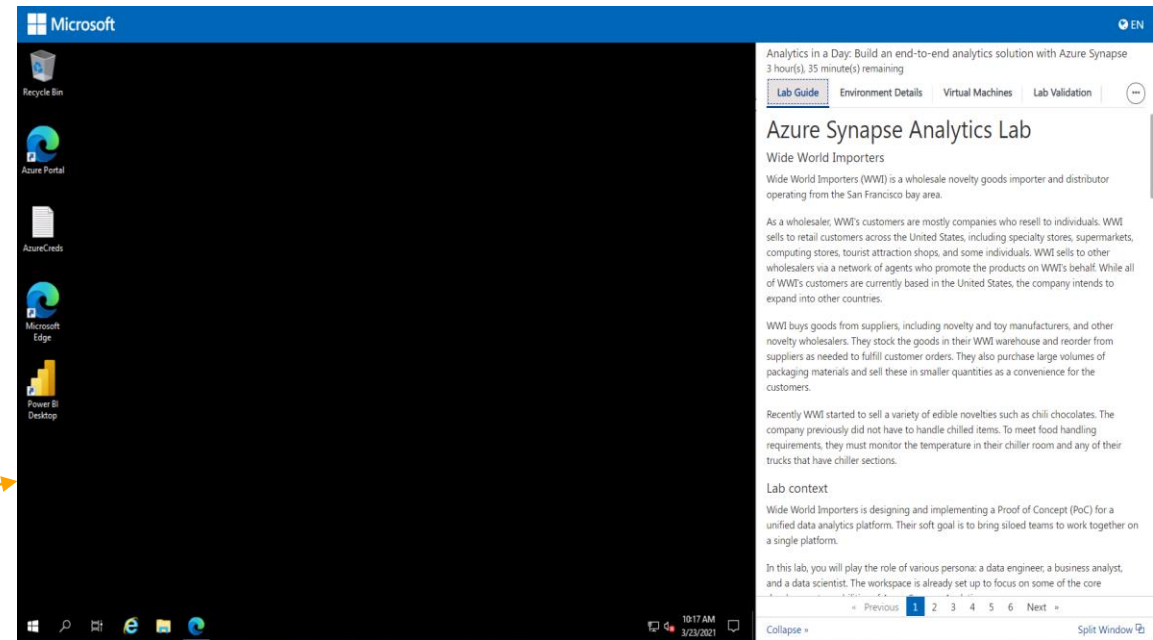 Microsoft
EN
Recycle Bin
Azure Portal
AzureCreds
Microsoft
Edge
Power BI
Desktop
10:17 AM
3/23/2021
Analytics in a Day: Build an end-to-end analytics solution with Azure Synapse
3 hour(s), 35 minute(s) remaining
Lab Guide Environment Details Virtual Machines Lab Validation
Azure Synapse Analytics Lab
Wide World Importers
Wide World Importers (WWI) is a wholesale novelty goods importer and distributor
operating from the San Francisco bay area.
As a wholesaler, WWI's customers are mostly companies who resell to individuals. WWI
sells to retail customers across the United States, including specialty stores, supermarkets,
computing stores, tourist attraction shops, and some individuals. WWI sells to other
wholesalers via a network of agents who promote the products on WWI's behalf. While all
of WWI's customers are currently based in the United States, the company intends to
expand into other countries.
WWI buys goods from suppliers, including novelty and toy manufacturers, and other
novelty wholesalers. They stock the goods in their WWI warehouse and reorder from
suppliers as needed to fulfill customer orders. They also purchase large volumes of
packaging materials and sell these in smaller quantities as a convenience for the
customers.
Recently WWI started to sell a variety of edible novelties such as chili chocolates. The
company previously did not have to handle chilled items. To meet food handling
requirements, they must monitor the temperature in their chiller room and any of their
trucks that have chiller sections.
Lab context
Wide World Importers is designing and implementing a Proof of Concept (PoC) for a
unified data analytics platform. Their soft goal is to bring siloed teams to work together on
a single platform.
In this lab, you will play the role of various persona: a data engineer, a business analyst,
and a data scientist. The workspace is already set up to focus on some of the core
« Previous 1 2 3 4 5 6 Next »
Collapse » Split Window